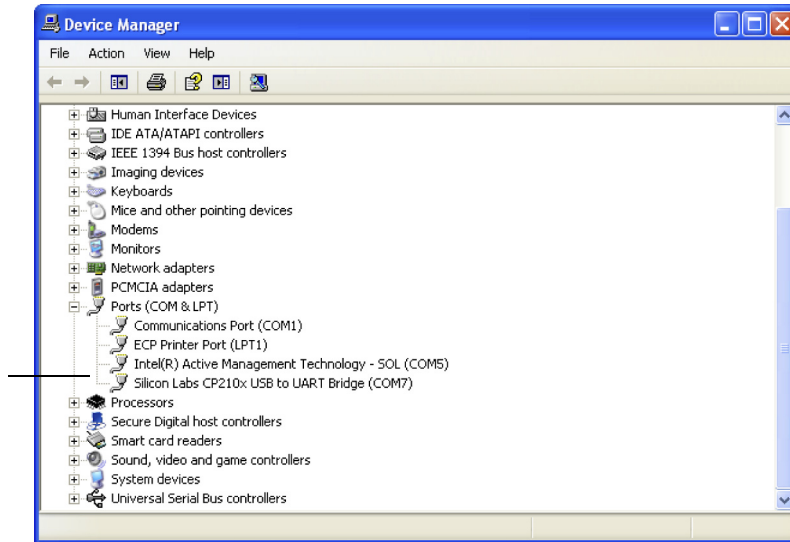 Device Manager
File Action View Help
Human Interface Devices
IDE ATA/ATAPI controllers
IEEE 1394 Bus host controllers
Imaging devices
Keyboards
Mice and other pointing devices
Modems
Monitors
Network adapters
PCMCIA adapters
Ports (COM & LPT)
Communications Port (COM1)
ECP Printer Port (LPT1)
Intel(R) Active Management Technology - SOL (COM5)
Silicon Labs CP210x USB to UART Bridge (COM7)
Processors
Secure Digital host controllers
Smart card readers
Sound, video and game controllers
System devices
Universal Serial Bus controllers